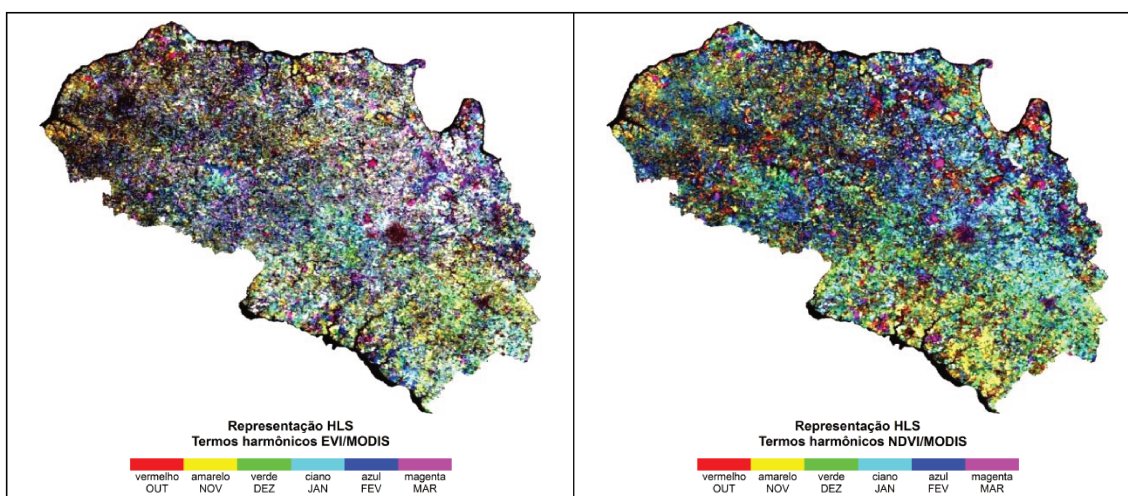 Representação HLS
Termos harmônicos EVI/MODIS
vermelho amarelo verde ciano azul magenta
OUT NOV DEZ JAN FEV MAR
Representação HLS
Termos harmônicos NDVI/MODIS
vermelho amarelo verde ciano azul magenta
OUT NOV DEZ JAN FEV MAR